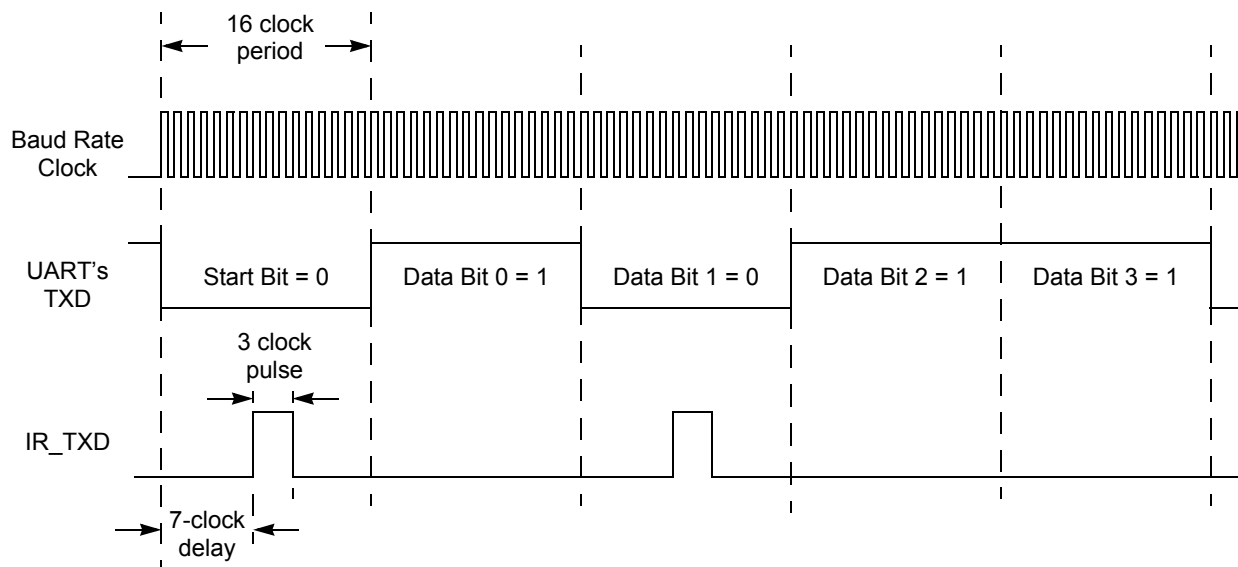 16 clock
period
Baud Rate
Clock
UART's
TXD
Start Bit = 0
Data Bit 0 = 1
Data Bit 1 = 0
Data Bit 2 = 1
Data Bit 3 = 1
3 clock
pulse
IR_TXD
7-clock
delay